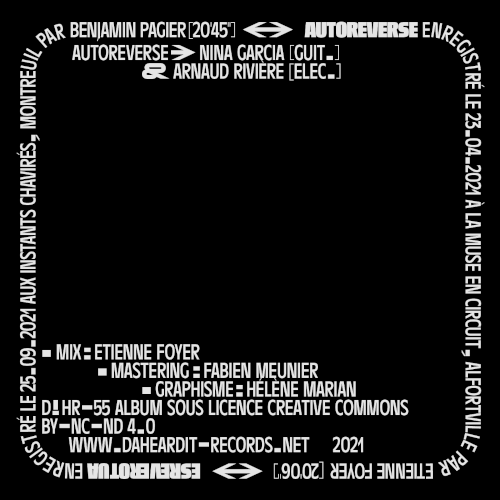 BENJAMIN PAGIER [20'45"] ↔ AUTOREVERSE ENREGISTRÉ LE 23.04.2021 À LA MUSE EN CIRCUIT, ALFORTVILLE PAR ETIENNE FOYER [20'06"] ↔ AUTOREVERSE ENREGISTRÉ LE 25.09.2021 AUX INSTANTS CHAVIRÉS, MONTREUIL PAR
AUTOREVERSE → NINA GARCIA [GUIT.]
& ARNAUD RIVIÈRE [ELEC.]
- MIX: ETIENNE FOYER
- MASTERING: FABIEN MEUNIER
- GRAPHISME: HÉLÈNE MARIAN
D!HR-55 ALBUM SOUS LICENCE CREATIVE COMMONS
BY-NC-ND 4.0
WWW.DAHEARDIT-RECORDS.NET 2021